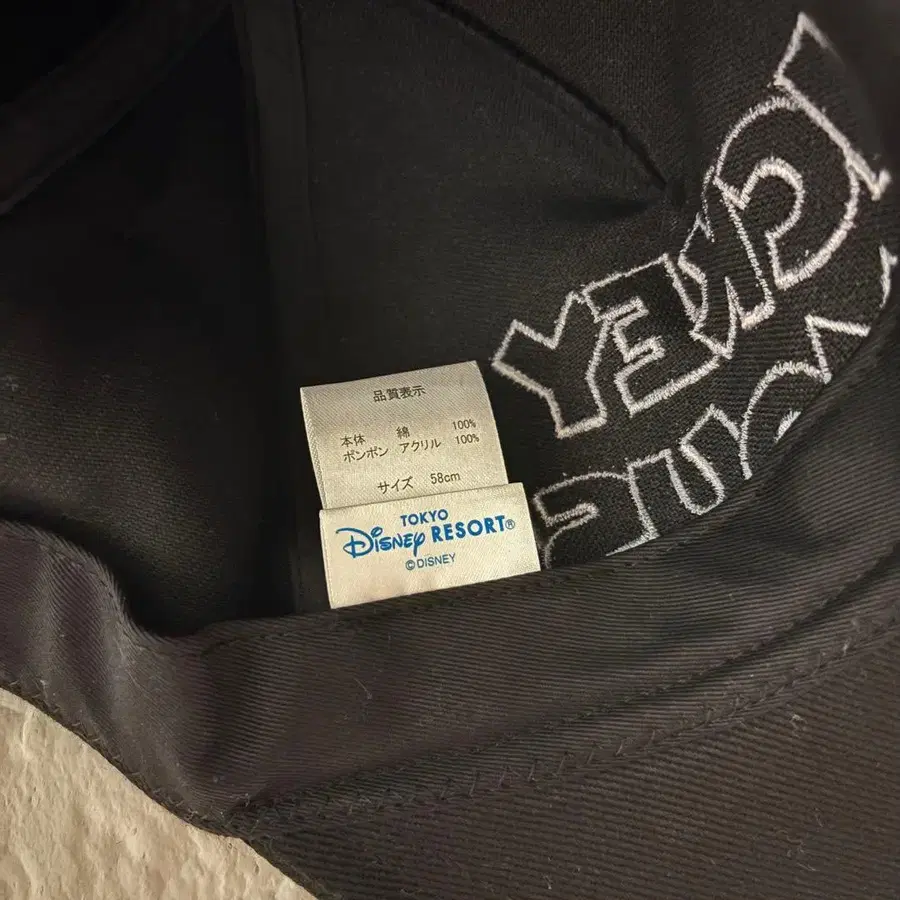 品質表示
本体 綿 100%
ポンポン アクリル 100%
サイズ 58cm
TOKYO
Disney RESORT®
©DISNEY
ICKEY